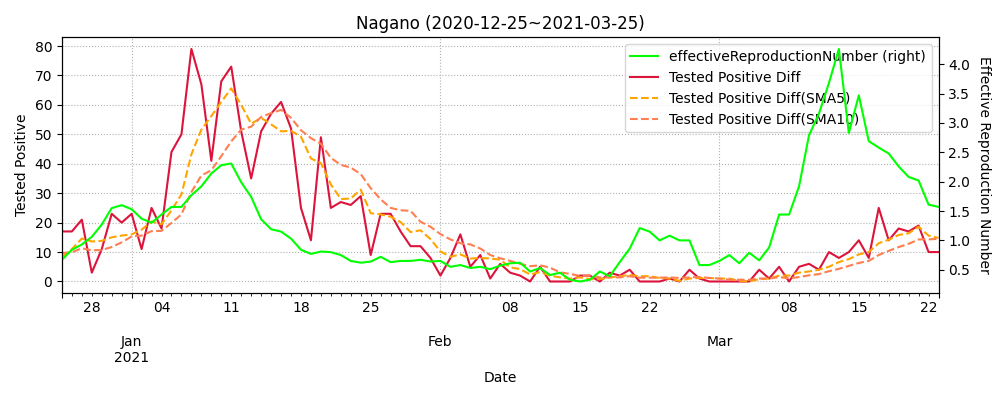 Nagano (2020-12-25~2021-03-25)
effectiveReproductionNumber (right)
Tested Positive Diff
Tested Positive Diff(SMA5)
Tested Positive Diff(SMA10)
Tested Positive
80
70
60
50
40
30
20
10
0
Effective Reproduction Number
4.0
3.5
3.0
2.5
2.0
1.5
1.0
0.5
28 04 11 18 25 08 15 22 08 15 22
Jan Feb Mar
2021
Date